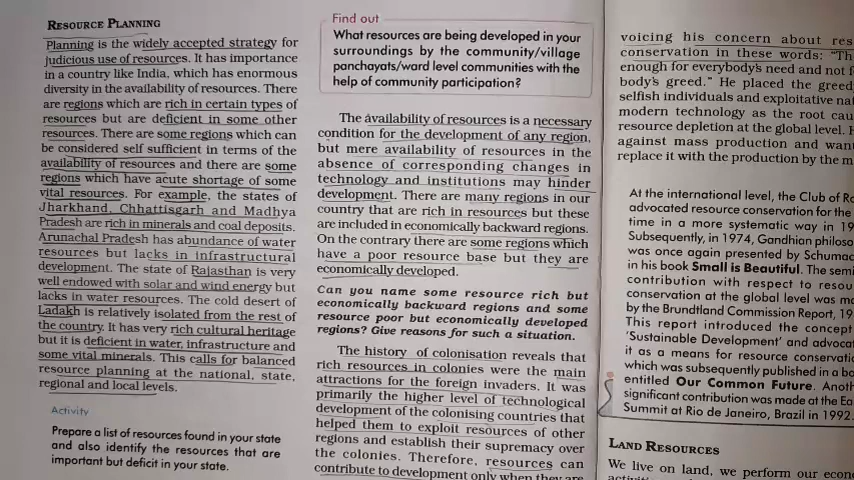 RESOURCE PLANNING
Planning is the widely accepted strategy for
judicious use of resources. It has importance
in a country like India, which has enormous
diversity in the availability of resources. There
are regions which are rich in certain types of
resources but are deficient in some other
resources. There are some regions which can
be considered self sufficient in terms of the
availability of resources and there are some
regions which have acute shortage of some
vital resources. For example, the states of
Jharkhand, Chhattisgarh and Madhya
Pradesh are rich in minerals and coal deposits.
Arunachal Pradesh has abundance of water
resources but lacks in infrastructural
development. The state of Rajasthan is very
well endowed with solar and wind energy but
lacks in water resources. The cold desert of
Ladakh is relatively isolated from the rest of
the country. It has very rich cultural heritage
but it is deficient in water, infrastructure and
some vital minerals. This calls for balanced
resource planning at the national, state,
regional and local levels.
Activity
Prepare a list of resources found in your state
and also identify the resources that are
important but deficit in your state.
Find out
What resources are being developed in your
surroundings by the community/village
panchayats/ward level communities with the
help of community participation?
The availability of resources is a necessary
condition for the development of any region,
but mere availability of resources in the
absence of corresponding changes in
technology and institutions may hinder
development. There are many regions in our
country that are rich in resources but these
are included in economically backward regions.
On the contrary there are some regions which
have a poor resource base but they are
economically developed.
Can you name some resource rich but
economically backward regions and some
resource poor but economically developed
regions? Give reasons for such a situation.
The history of colonisation reveals that
rich resources in colonies were the main
attractions for the foreign invaders. It was
primarily the higher level of technological
development of the colonising countries that
helped them to exploit resources of other
regions and establish their supremacy over
the colonies. Therefore, resources can
contribute to development only when they are
voicing his concern about res
conservation in these words: "Th
enough for everybody's need and not f
body's greed." He placed the greed
selfish individuals and exploitative nat
modern technology as the root cau
resource depletion at the global level. H
against mass production and want
replace it with the production by the m
At the international level, the Club of Ro
advocated resource conservation for the
time in a more systematic way in 19
Subsequently, in 1974, Gandhian philoso
was once again presented by Schumac
in his book Small is Beautiful. The semi
contribution with respect to resou
conservation at the global level was ma
by the Brundtland Commission Report, 19
This report introduced the concept
'Sustainable Development' and advocat
it as a means for resource conservatio
which was subsequently published in a bo
entitled Our Common Future. Anoth
significant contribution was made at the Ea
Summit at Rio de Janeiro, Brazil in 1992.
LAND RESOURCES
We live on land, we perform our econ